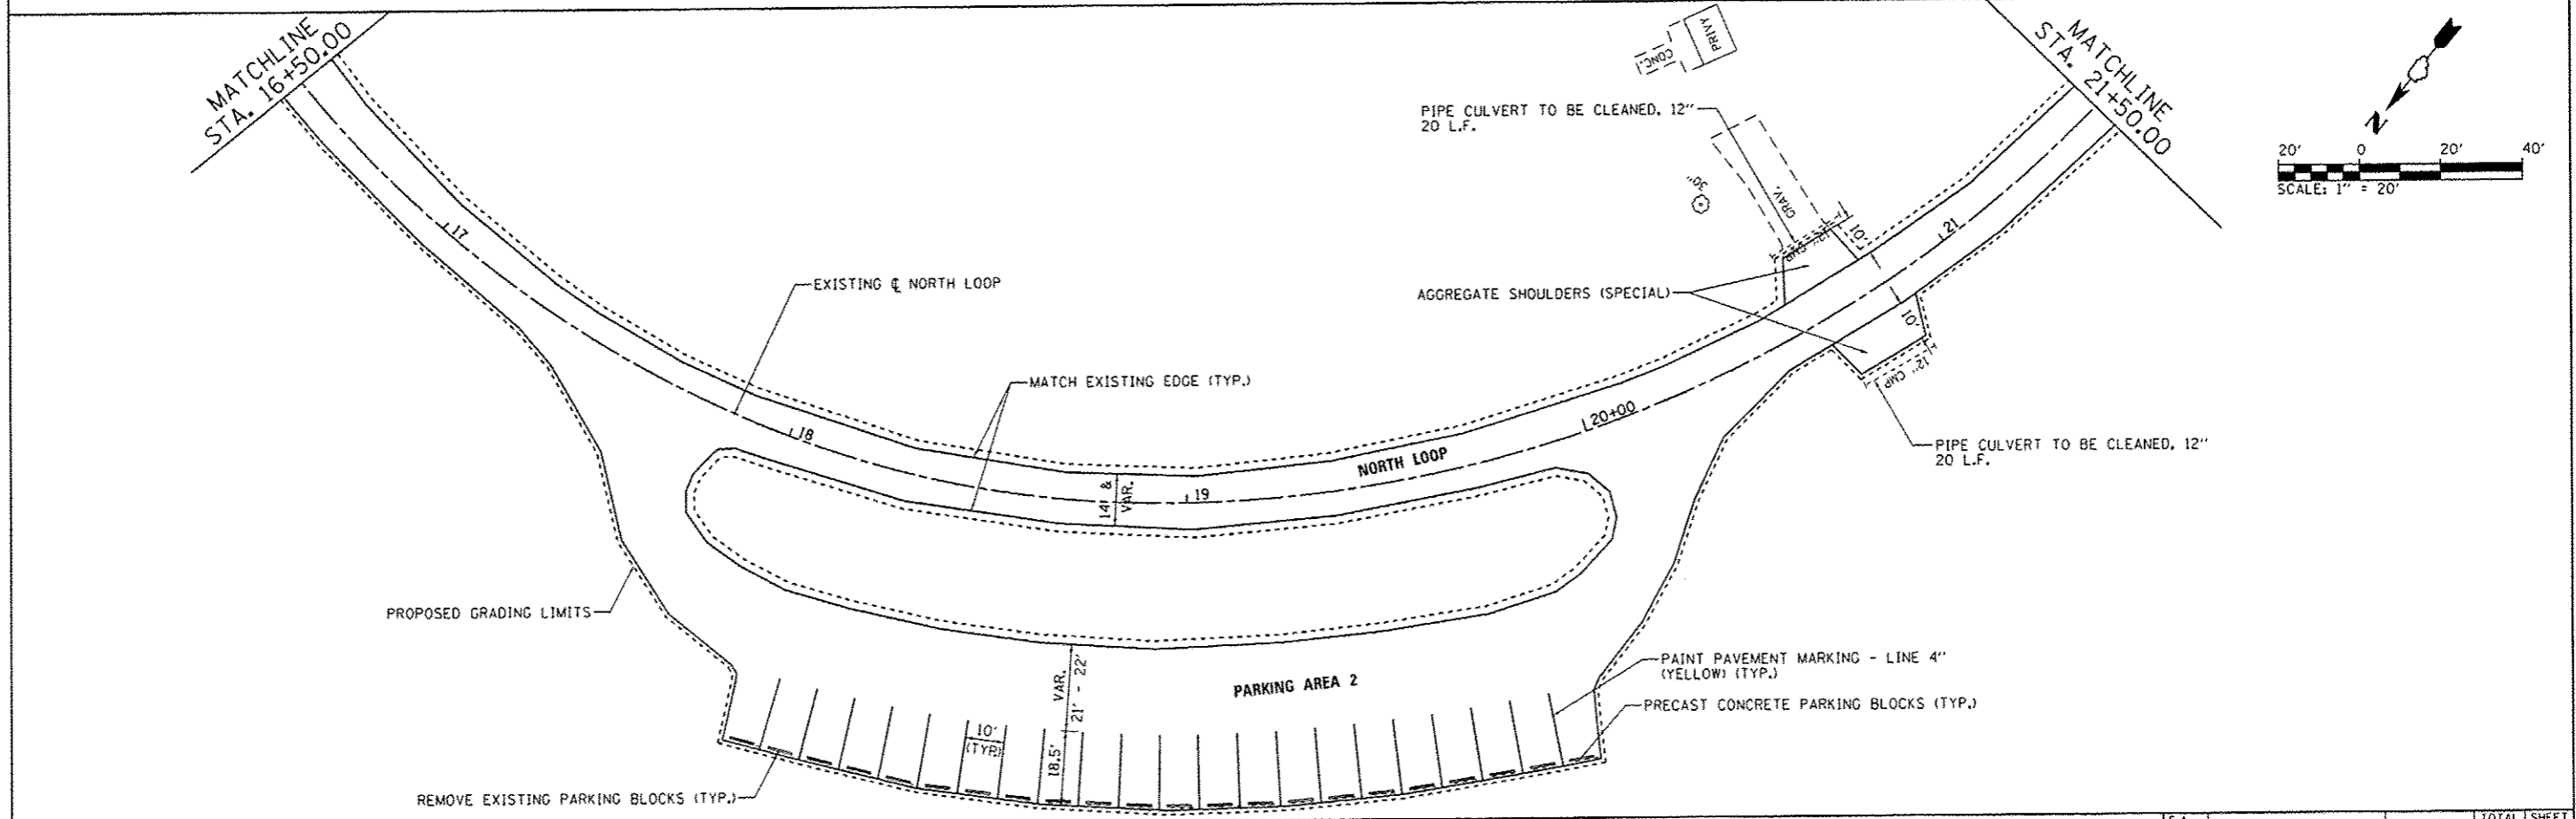 MATCHLINE
STA. 16+50.00
PRIVY
CONC.
MATCHLINE
STA. 21+50.00
N
20' 0 20' 40'
SCALE: 1" = 20'
PIPE CULVERT TO BE CLEANED, 12"
20 L.F.
30"
GRAV.
12" CMP
10'
17
21
EXISTING ℄ NORTH LOOP
AGGREGATE SHOULDERS (SPECIAL)
10'
12" CMP
MATCH EXISTING EDGE (TYP.)
18
20+00
PIPE CULVERT TO BE CLEANED, 12"
20 L.F.
NORTH LOOP
14' &
VAR.
19
PROPOSED GRADING LIMITS
VAR.
21' - 22'
PARKING AREA 2
PAINT PAVEMENT MARKING - LINE 4"
(YELLOW) (TYP.)
PRECAST CONCRETE PARKING BLOCKS (TYP.)
10'
(TYP)
18.5'
REMOVE EXISTING PARKING BLOCKS (TYP.)
TOTAL SHEET